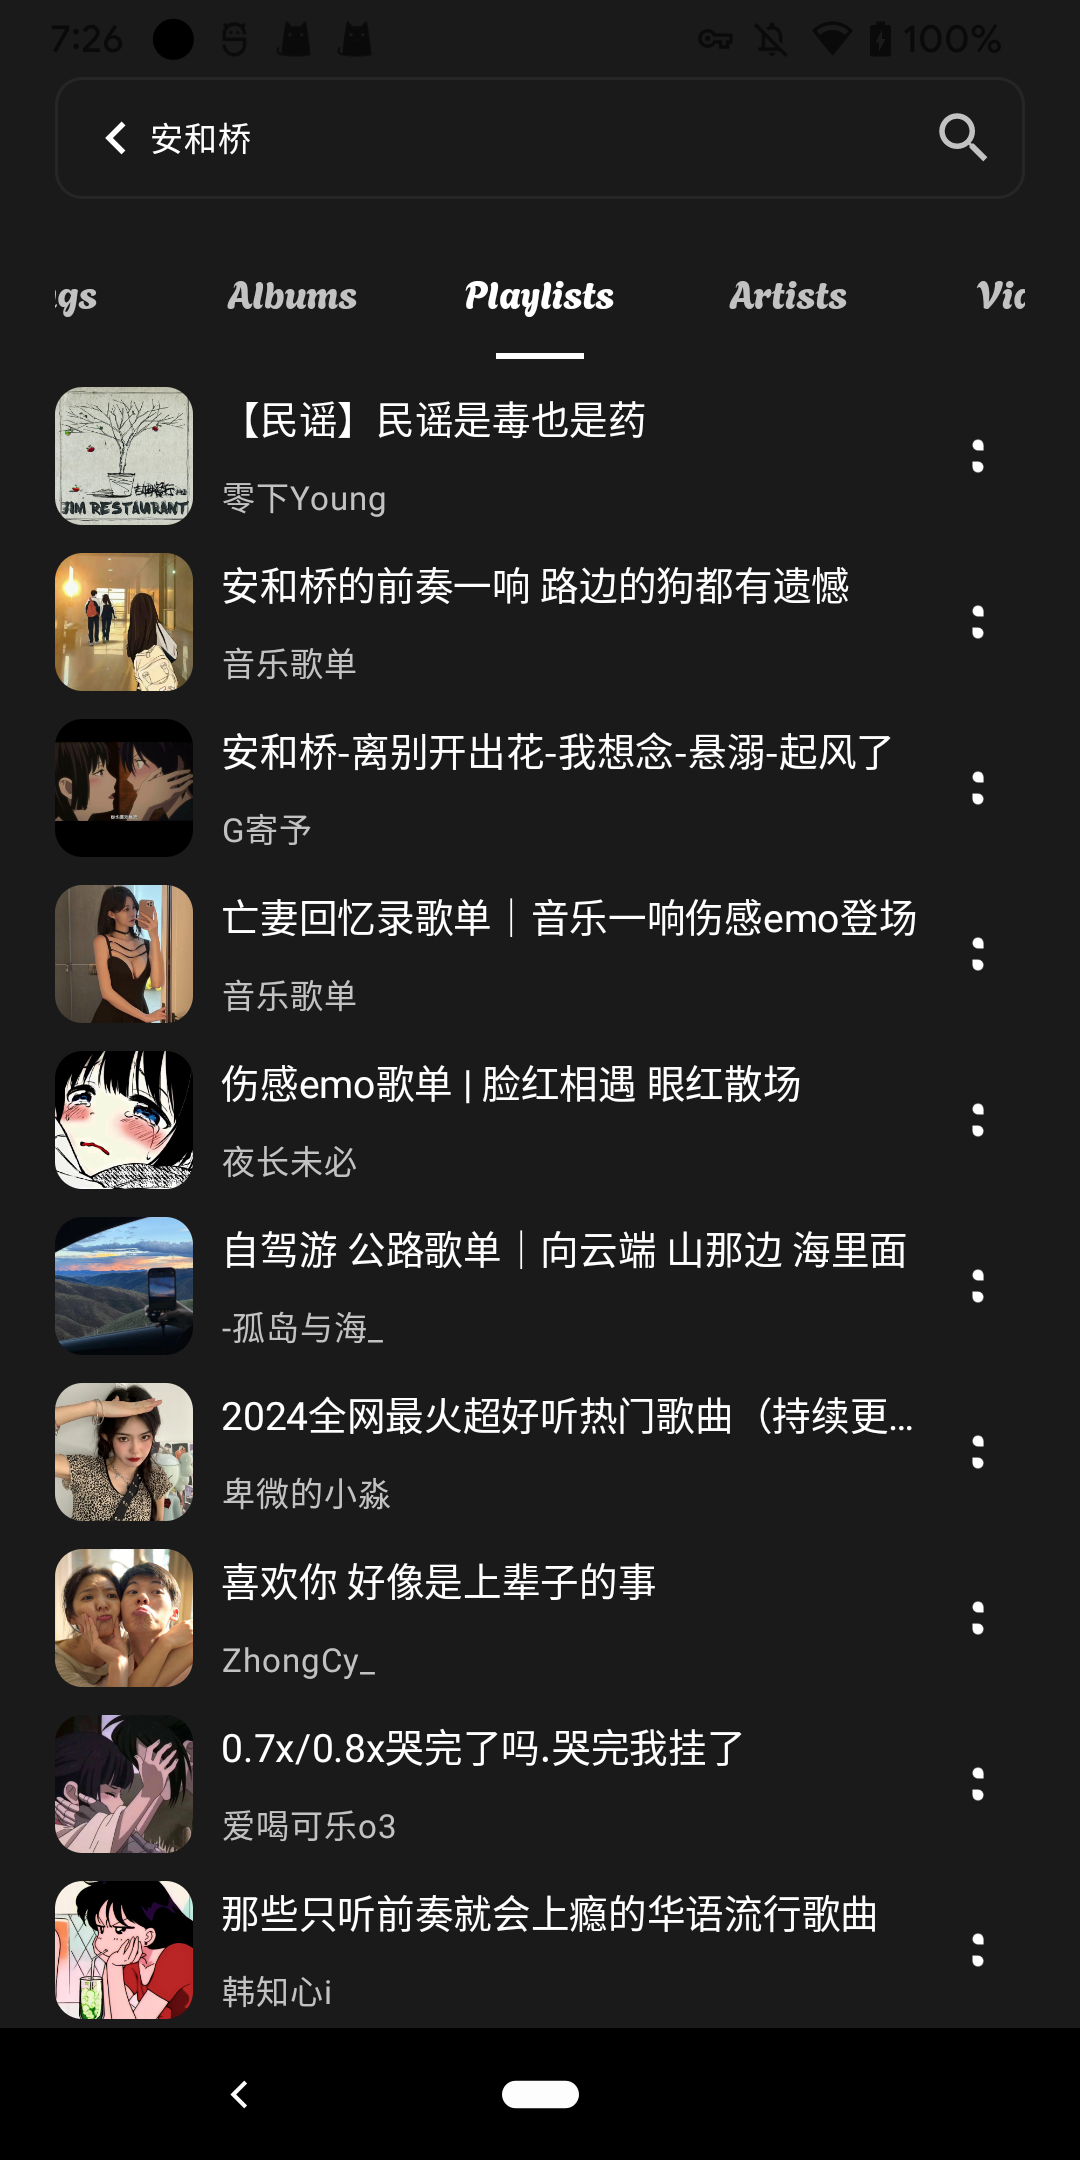 7:26
100%
安和桥
Albums Playlists Artists
【民谣】民谣是毒也是药
JIM RESTAURANT
零下Young
安和桥的前奏一响 路边的狗都有遗憾
音乐歌单
安和桥-离别开出花-我想念-悬溺-起风了
G寄予
亡妻回忆录歌单｜音乐一响伤感emo登场
音乐歌单
伤感emo歌单 | 脸红相遇 眼红散场
夜长未必
自驾游 公路歌单｜向云端 山那边 海里面
-孤岛与海_
2024全网最火超好听热门歌曲（持续更...
卑微的小淼
喜欢你 好像是上辈子的事
ZhongCy_
0.7x/0.8x哭完了吗.哭完我挂了
爱喝可乐o3
那些只听前奏就会上瘾的华语流行歌曲
韩知心i